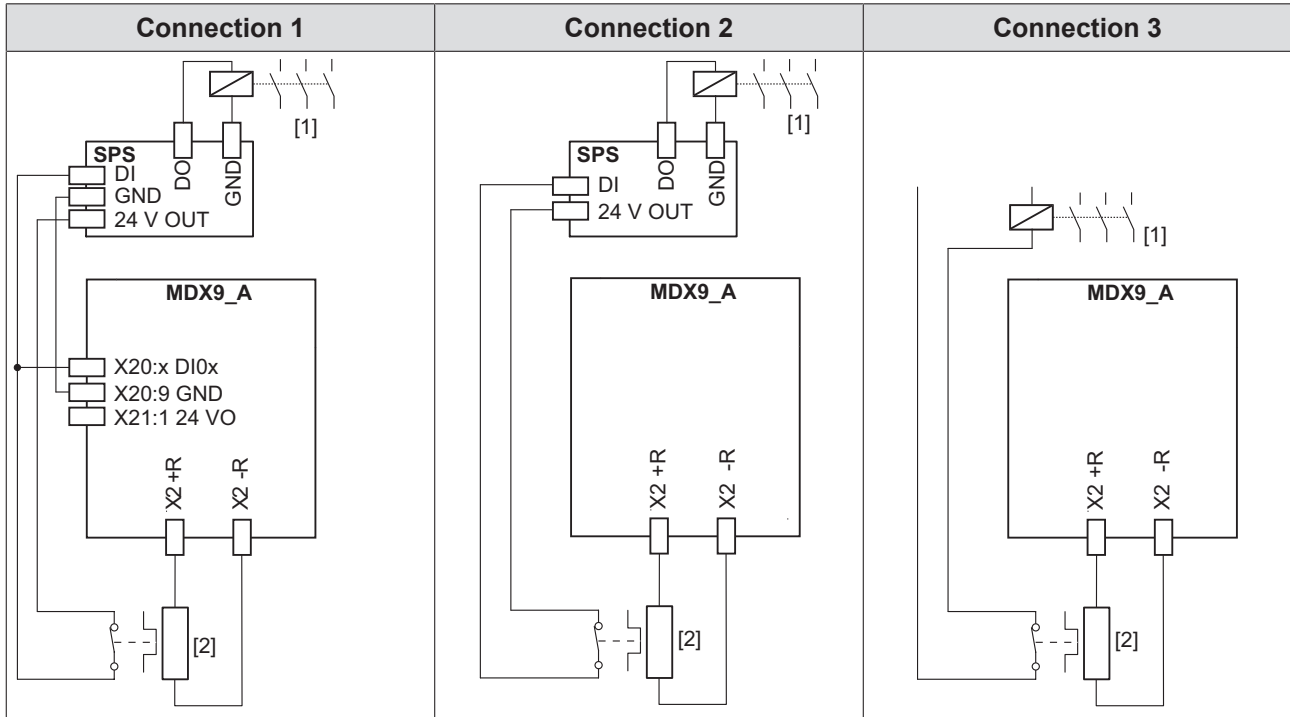 Connection 1
Connection 2
Connection 3
[1]
SPS
DO
GND
DI
GND
24 V OUT
MDX9_A
X20:x DI0x
X20:9 GND
X21:1 24 VO
X2 +R
X2 -R
[2]
[1]
SPS
DO
GND
DI
24 V OUT
MDX9_A
X2 +R
X2 -R
[2]
[1]
MDX9_A
X2 +R
X2 -R
[2]